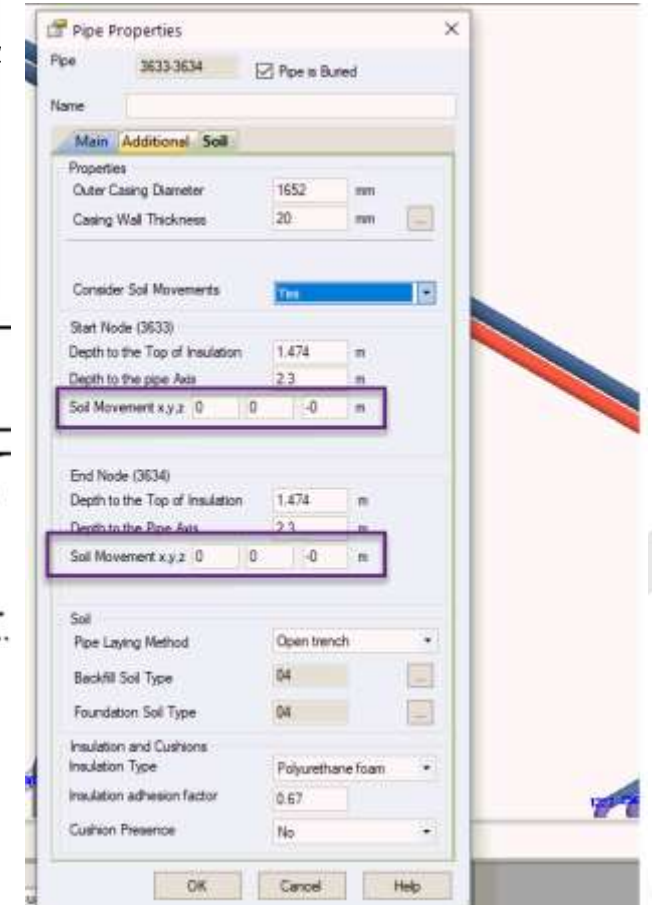 Pipe Properties
Pipe 3633-3634 Pipe is Buried
Name
Main Additional Soil
Properties
Outer Casing Diameter 1652 mm
Casing Wall Thickness 20 mm ...
Consider Soil Movements Yes
Start Node (3633)
Depth to the Top of Insulation 1.474 m
Depth to the pipe Axis 2.3 m
Soil Movement x,y,z 0 0 -0 m
End Node (3634)
Depth to the Top of Insulation 1.474 m
Depth to the Pipe Axis 2.3 m
Soil Movement x,y,z 0 0 -0 m
Soil
Pipe Laying Method Open trench
Backfill Soil Type 04 ...
Foundation Soil Type 04 ...
Insulation and Cushions
Insulation Type Polyurethane foam
Insulation adhesion factor 0.67
Cushion Presence No
OK Cancel Help